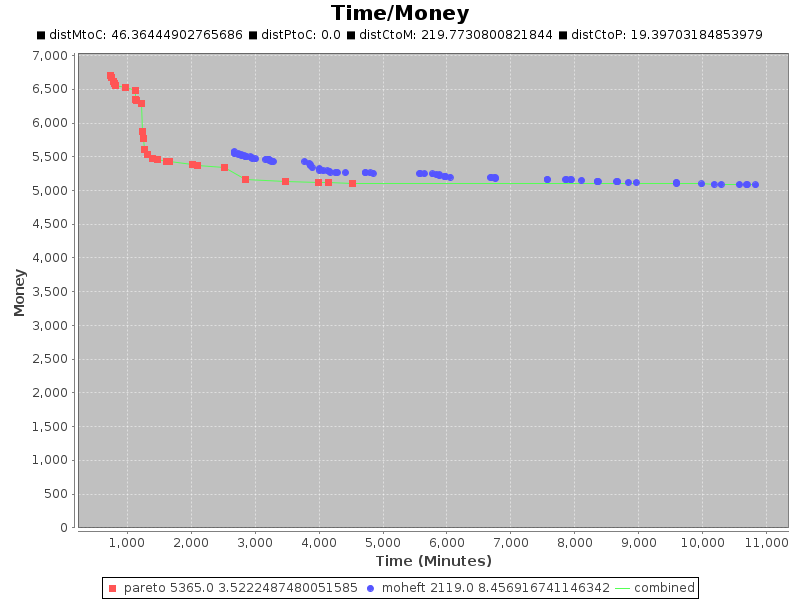 Time/Money
distMtoC: 46.36444902765686 distPtoC: 0.0 distCtoM: 219.7730800821844 distCtoP: 19.39703184853979
7,000
6,500
6,000
5,500
5,000
4,500
4,000
3,500
3,000
2,500
2,000
1,500
1,000
500
0
Money
1,000 2,000 3,000 4,000 5,000 6,000 7,000 8,000 9,000 10,000 11,000
Time (Minutes)
pareto 5365.0 3.5222487480051585 moheft 2119.0 8.456916741146342 combined